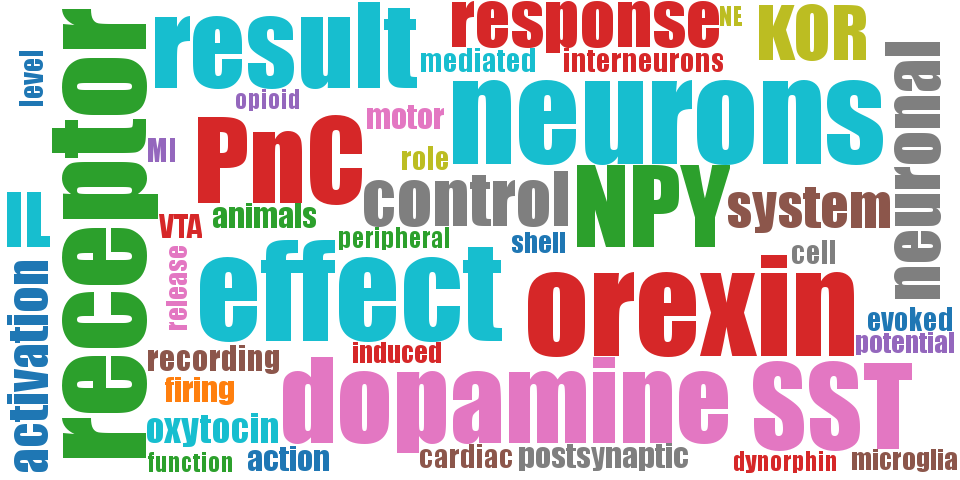 level
receptor
result
response
NE
KOR
mediated
interneurons
opioid
motor
neurons
neuronal
MI
PnC
role
control
NPY
system
IL
VTA
animals
peripheral
shell
cell
release
effect
orexin
evoked
potential
activation
recording
induced
firing
dopamine
SST
oxytocin
function
action
cardiac
postsynaptic
dynorphin
microglia